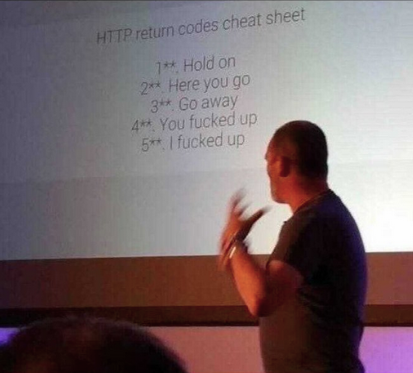 HTTP return codes cheat sheet
1**. Hold on
2**. Here you go
3**. Go away
4**. You fucked up
5**. I fucked up